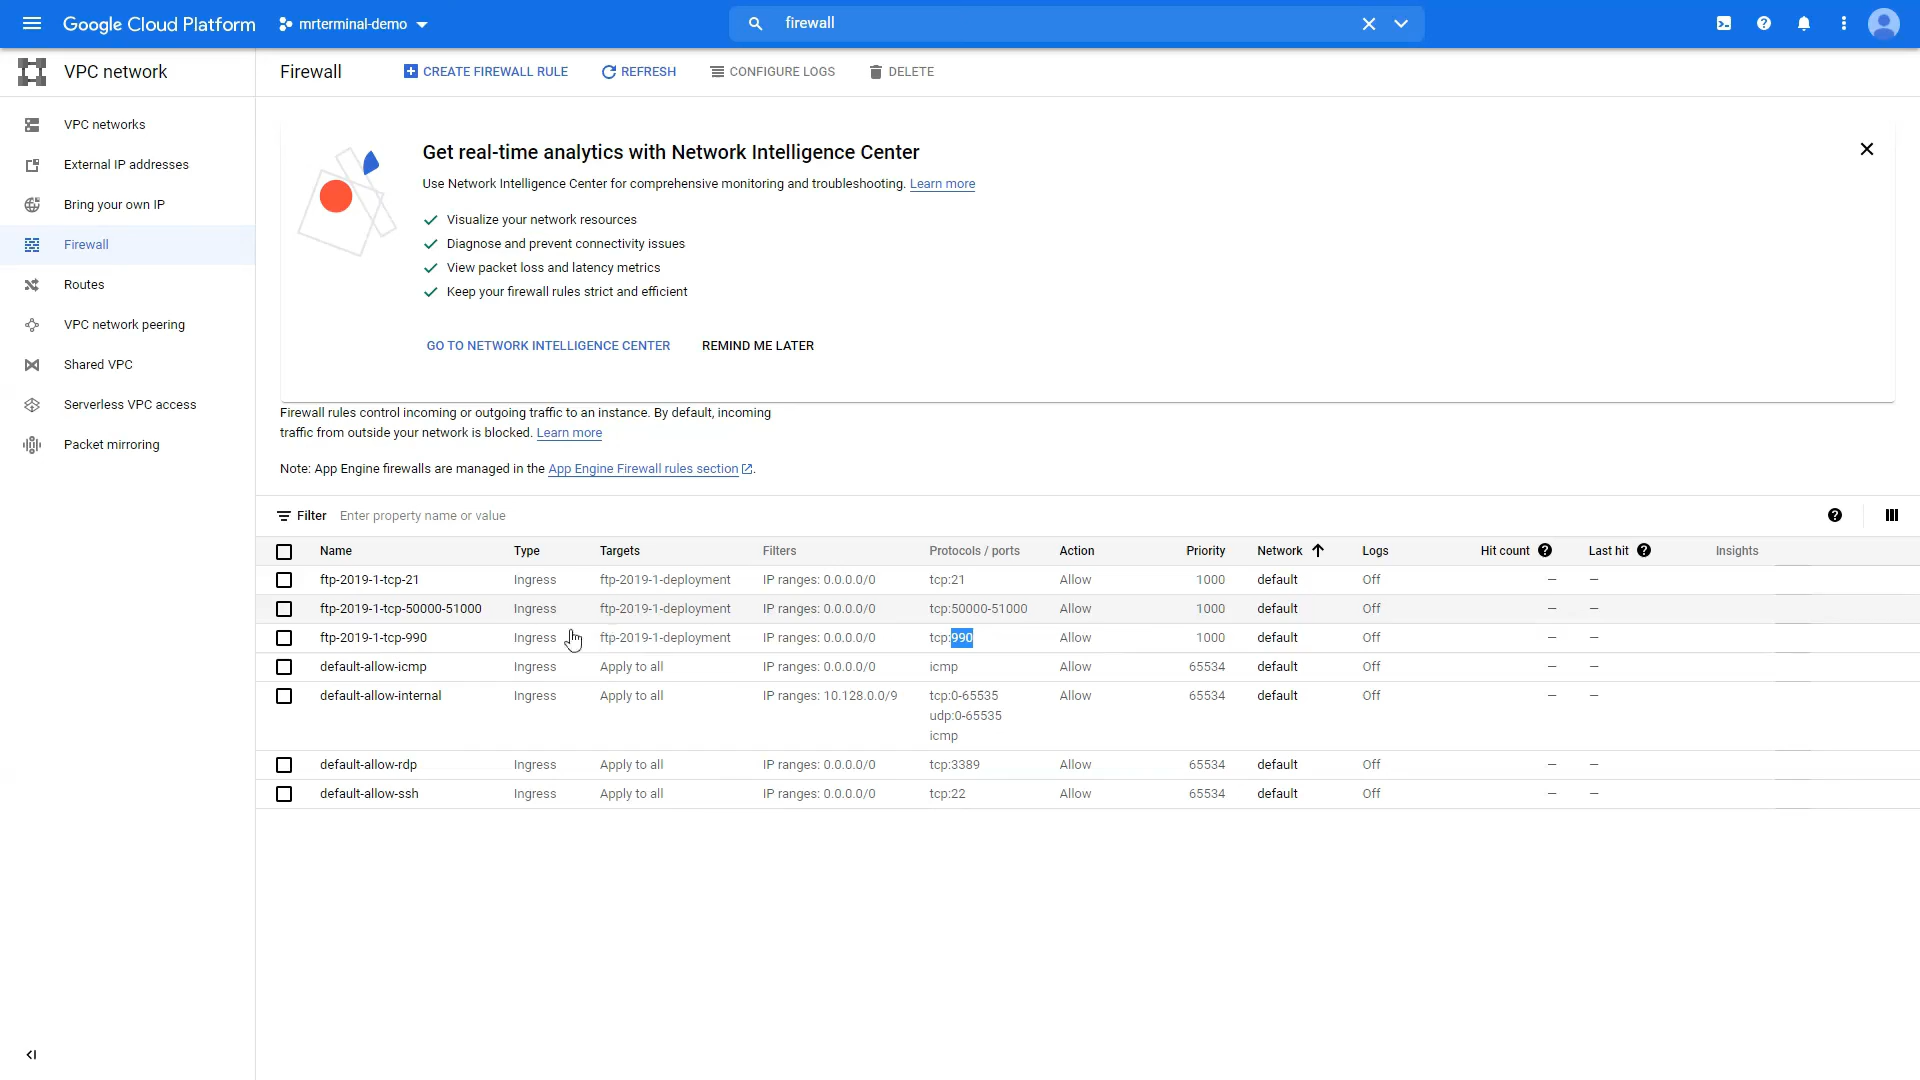 Google Cloud Platform mrterminal-demo firewall
VPC network
Firewall CREATE FIREWALL RULE REFRESH CONFIGURE LOGS DELETE
VPC networks
External IP addresses
Bring your own IP
Firewall
Routes
VPC network peering
Shared VPC
Serverless VPC access
Packet mirroring
Get real-time analytics with Network Intelligence Center
Use Network Intelligence Center for comprehensive monitoring and troubleshooting. Learn more
Visualize your network resources
Diagnose and prevent connectivity issues
View packet loss and latency metrics
Keep your firewall rules strict and efficient
GO TO NETWORK INTELLIGENCE CENTER REMIND ME LATER
Firewall rules control incoming or outgoing traffic to an instance. By default, incoming
traffic from outside your network is blocked. Learn more
Note: App Engine firewalls are managed in the App Engine Firewall rules section.
Filter Enter property name or value
Name Type Targets Filters Protocols / ports Action Priority Network Logs Hit count Last hit Insights
ftp-2019-1-tcp-21 Ingress ftp-2019-1-deployment IP ranges: 0.0.0.0/0 tcp:21 Allow 1000 default Off — —
ftp-2019-1-tcp-50000-51000 Ingress ftp-2019-1-deployment IP ranges: 0.0.0.0/0 tcp:50000-51000 Allow 1000 default Off — —
ftp-2019-1-tcp-990 Ingress ftp-2019-1-deployment IP ranges: 0.0.0.0/0 tcp:990 Allow 1000 default Off — —
default-allow-icmp Ingress Apply to all IP ranges: 0.0.0.0/0 icmp Allow 65534 default Off — —
default-allow-internal Ingress Apply to all IP ranges: 10.128.0.0/9 tcp:0-65535 Allow 65534 default Off — —
udp:0-65535
icmp
default-allow-rdp Ingress Apply to all IP ranges: 0.0.0.0/0 tcp:3389 Allow 65534 default Off — —
default-allow-ssh Ingress Apply to all IP ranges: 0.0.0.0/0 tcp:22 Allow 65534 default Off — —